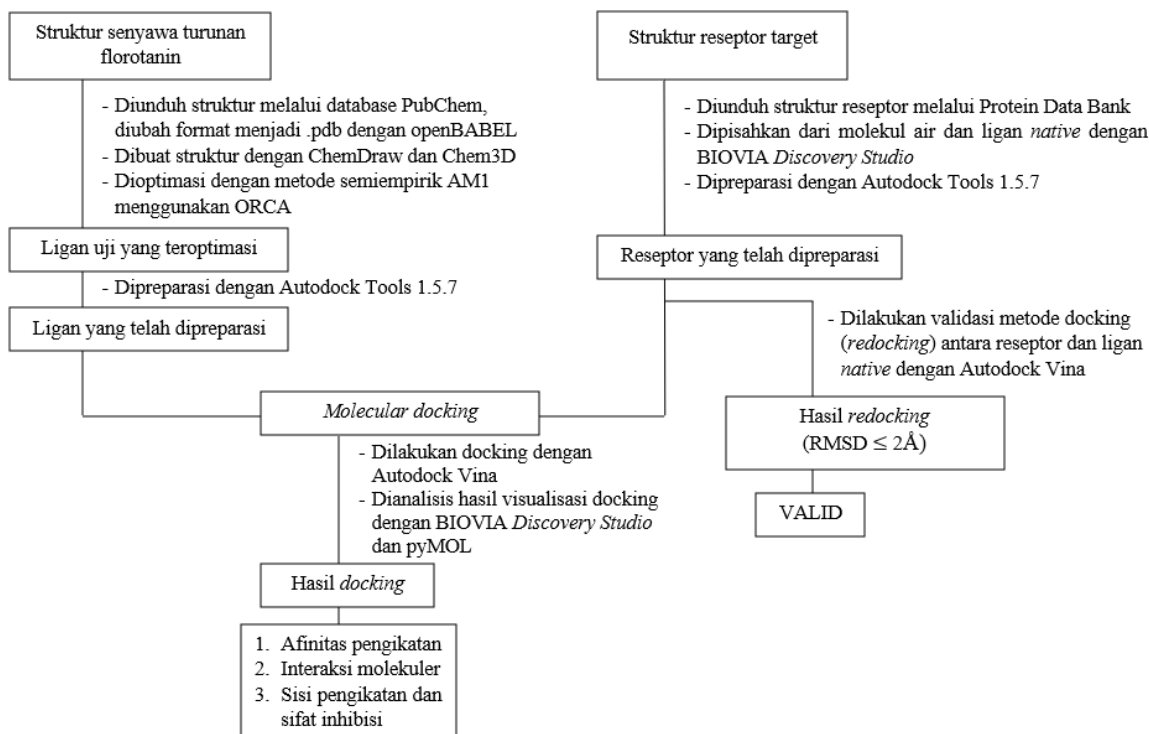 Struktur senyawa turunan
florotanin
- Diunduh struktur melalui database PubChem,
diubah format menjadi .pdb dengan openBABEL
- Dibuat struktur dengan ChemDraw dan Chem3D
- Dioptimasi dengan metode semiempirik AM1
menggunakan ORCA
Ligan uji yang teroptimasi
- Dipreparasi dengan Autodock Tools 1.5.7
Ligan yang telah dipreparasi
Struktur reseptor target
- Diunduh struktur reseptor melalui Protein Data Bank
- Dipisahkan dari molekul air dan ligan native dengan
BIOVIA Discovery Studio
- Dipreparasi dengan Autodock Tools 1.5.7
Reseptor yang telah dipreparasi
- Dilakukan validasi metode docking
(redocking) antara reseptor dan ligan
native dengan Autodock Vina
Hasil redocking
(RMSD ≤ 2Å)
VALID
Molecular docking
- Dilakukan docking dengan
Autodock Vina
- Dianalisis hasil visualisasi docking
dengan BIOVIA Discovery Studio
dan pyMOL
Hasil docking
1. Afinitas pengikatan
2. Interaksi molekuler
3. Sisi pengikatan dan
sifat inhibisi